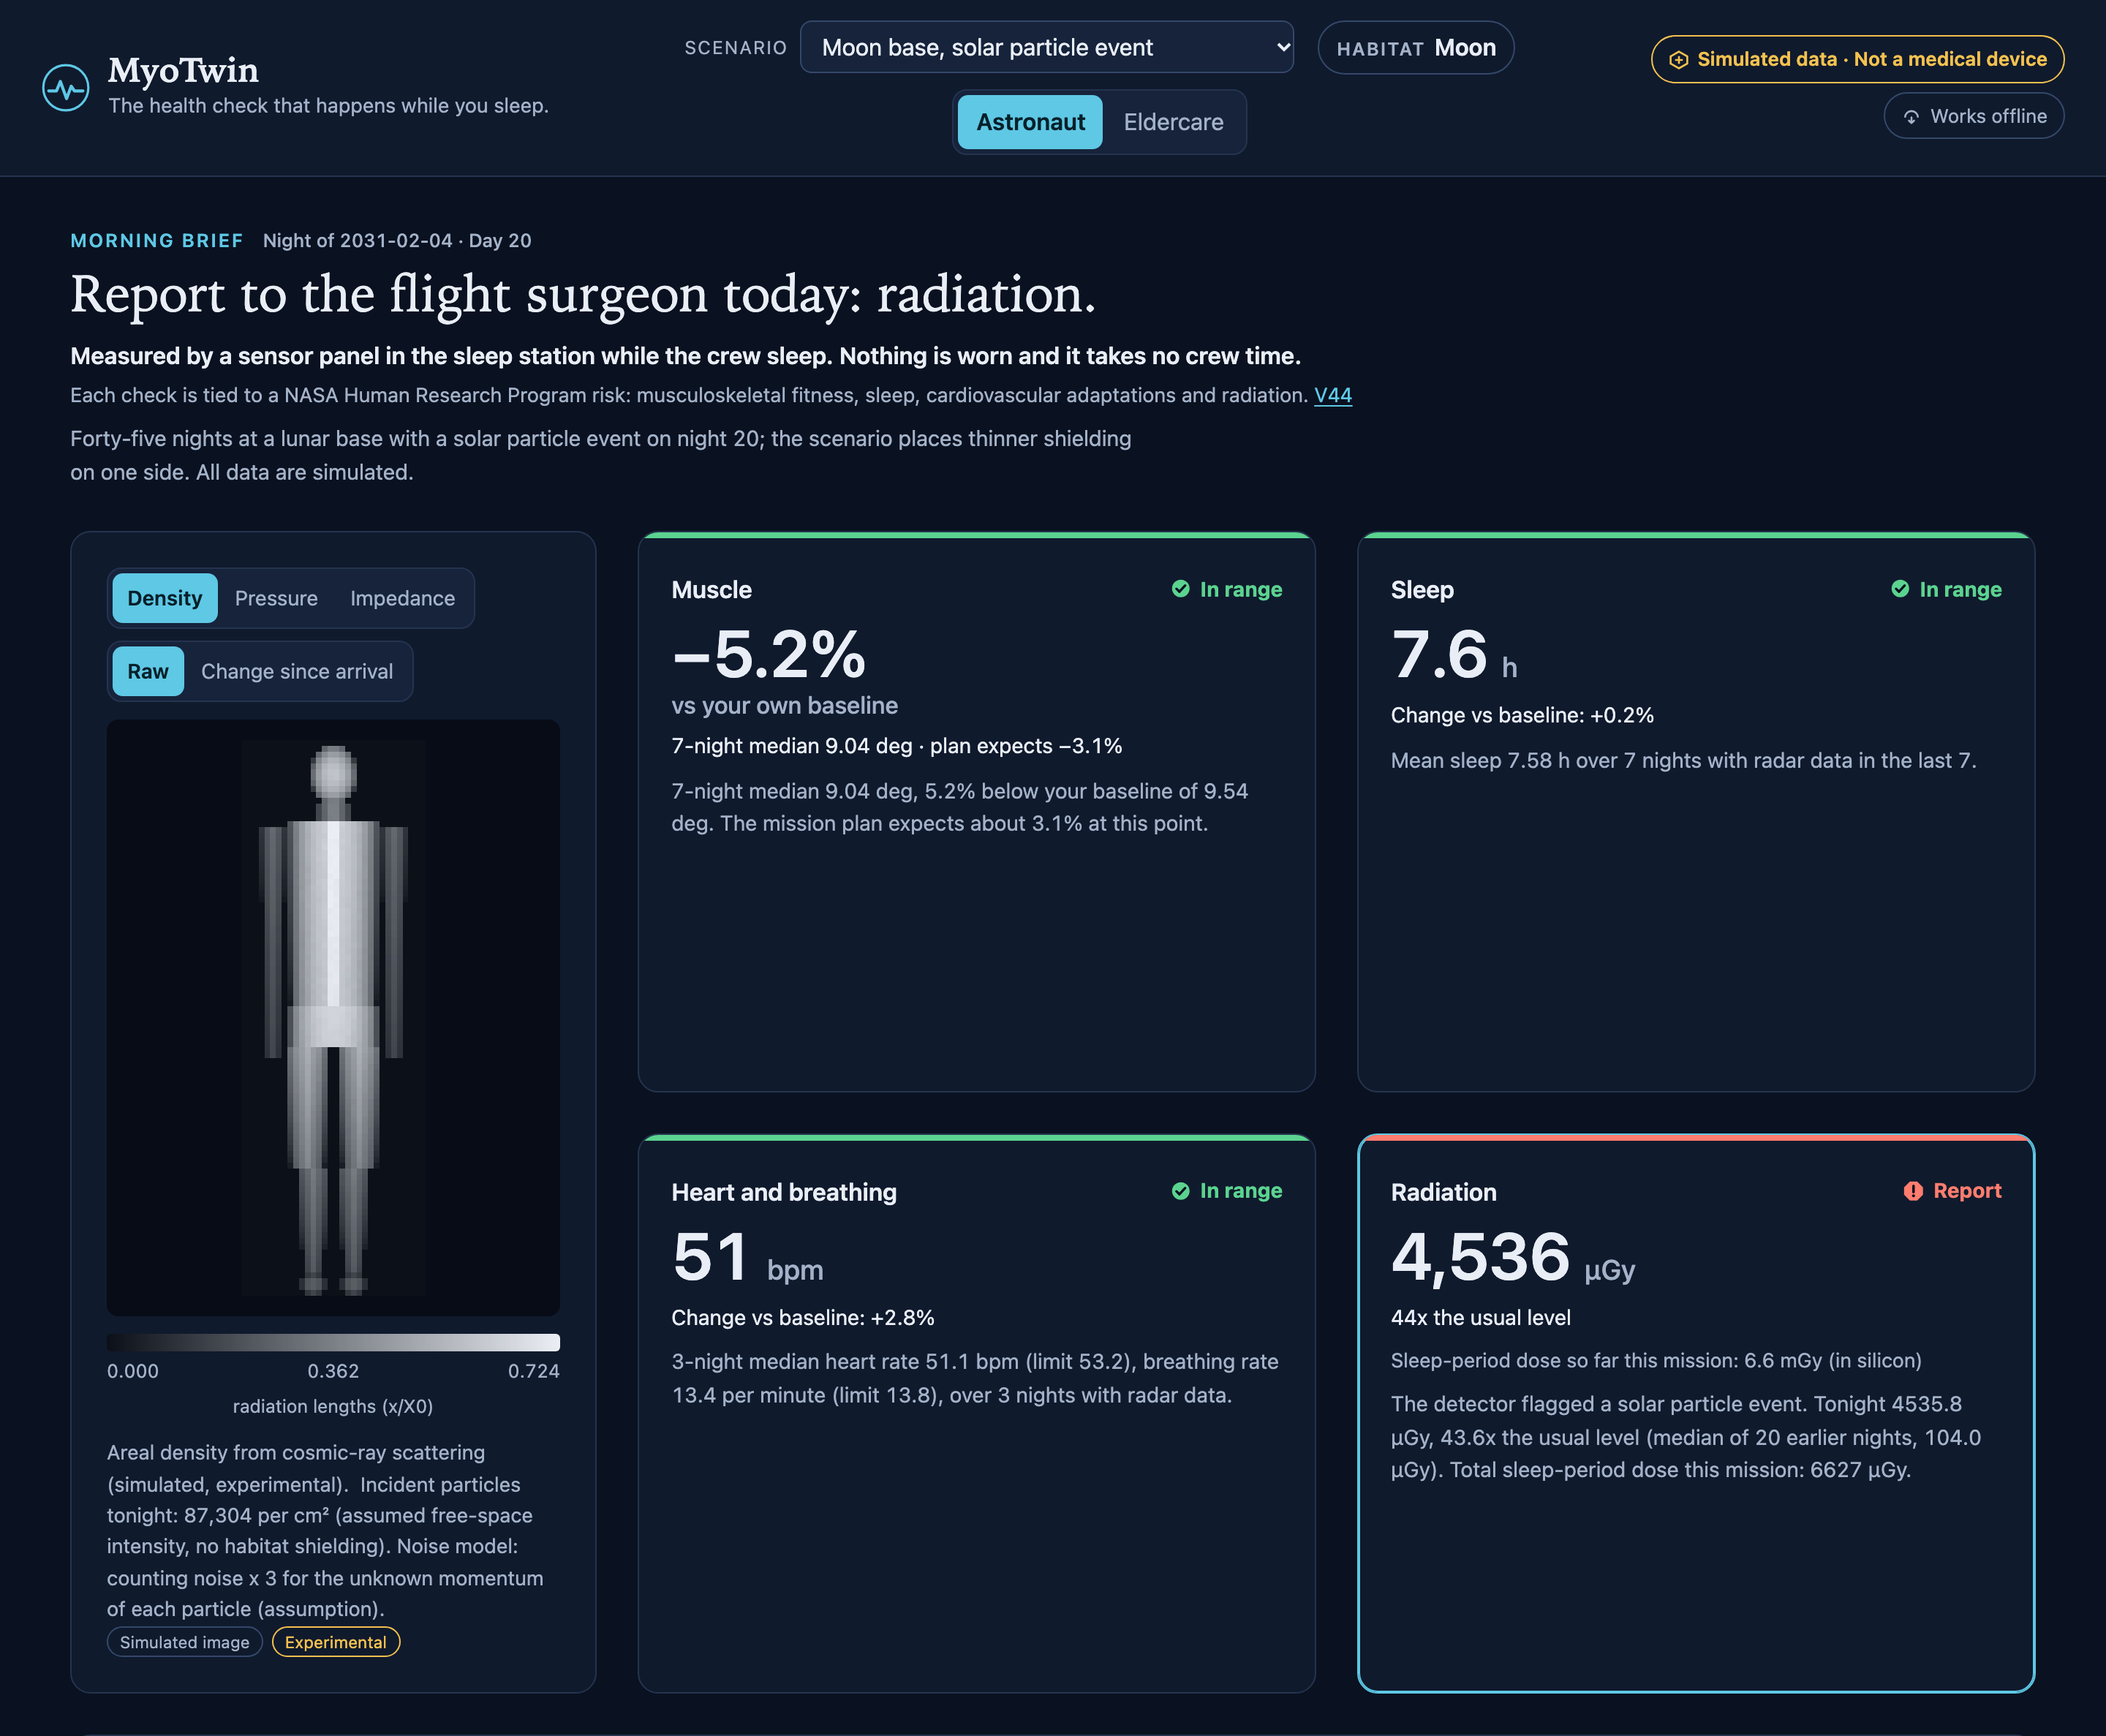 MyoTwin
The health check that happens while you sleep.
SCENARIO Moon base, solar particle event HABITAT Moon
Astronaut Eldercare
Simulated data · Not a medical device
Works offline
MORNING BRIEF Night of 2031-02-04 · Day 20
Report to the flight surgeon today: radiation.
Measured by a sensor panel in the sleep station while the crew sleep. Nothing is worn and it takes no crew time.
Each check is tied to a NASA Human Research Program risk: musculoskeletal fitness, sleep, cardiovascular adaptations and radiation. V44
Forty-five nights at a lunar base with a solar particle event on night 20; the scenario places thinner shielding
on one side. All data are simulated.
Density Pressure Impedance
Raw Change since arrival
0.000 0.362 0.724
radiation lengths (x/X0)
Areal density from cosmic-ray scattering
(simulated, experimental). Incident particles
tonight: 87,304 per cm² (assumed free-space
intensity, no habitat shielding). Noise model:
counting noise x 3 for the unknown momentum
of each particle (assumption).
Simulated image Experimental
Muscle In range
−5.2%
vs your own baseline
7-night median 9.04 deg · plan expects −3.1%
7-night median 9.04 deg, 5.2% below your baseline of 9.54
deg. The mission plan expects about 3.1% at this point.
Sleep In range
7.6 h
Change vs baseline: +0.2%
Mean sleep 7.58 h over 7 nights with radar data in the last 7.
Heart and breathing In range
51 bpm
Change vs baseline: +2.8%
3-night median heart rate 51.1 bpm (limit 53.2), breathing rate
13.4 per minute (limit 13.8), over 3 nights with radar data.
Radiation Report
4,536 µGy
44x the usual level
Sleep-period dose so far this mission: 6.6 mGy (in silicon)
The detector flagged a solar particle event. Tonight 4535.8
µGy, 43.6x the usual level (median of 20 earlier nights, 104.0
µGy). Total sleep-period dose this mission: 6627 µGy.